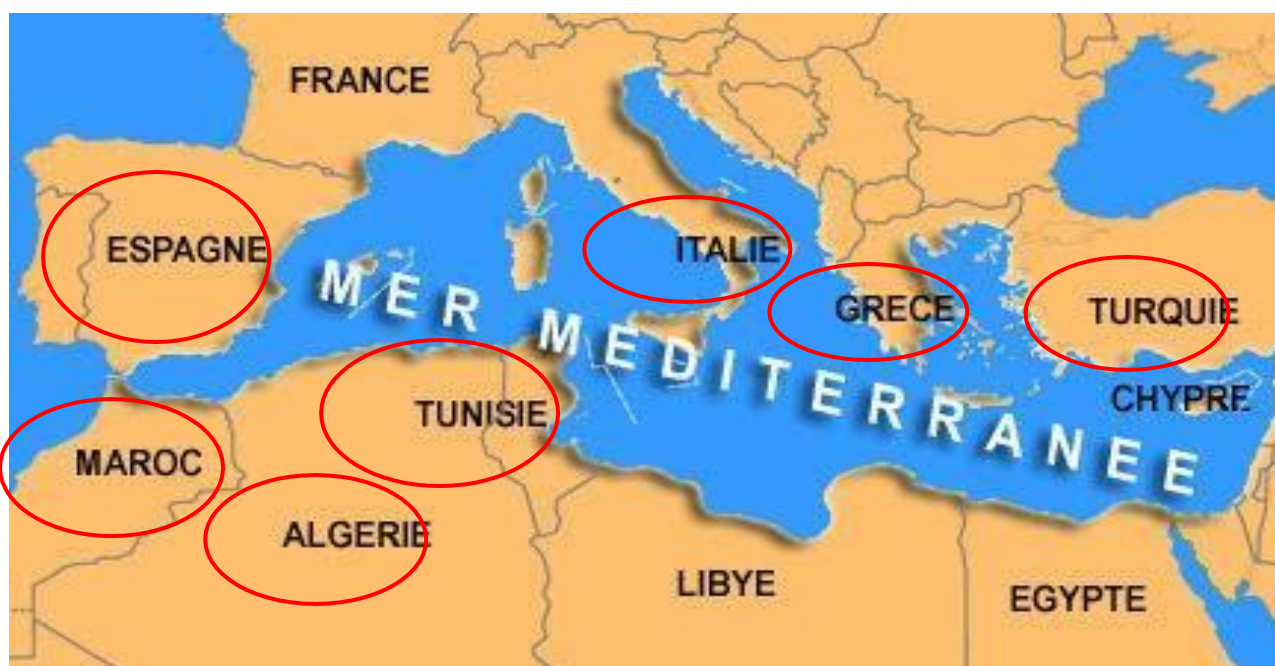 FRANCE
ESPAGNE
ITALIE
GRECE
TURQUIE
MER MEDITERRANEE
CHYPRE
TUNISIE
MAROC
ALGERIE
LIBYE
EGYPTE